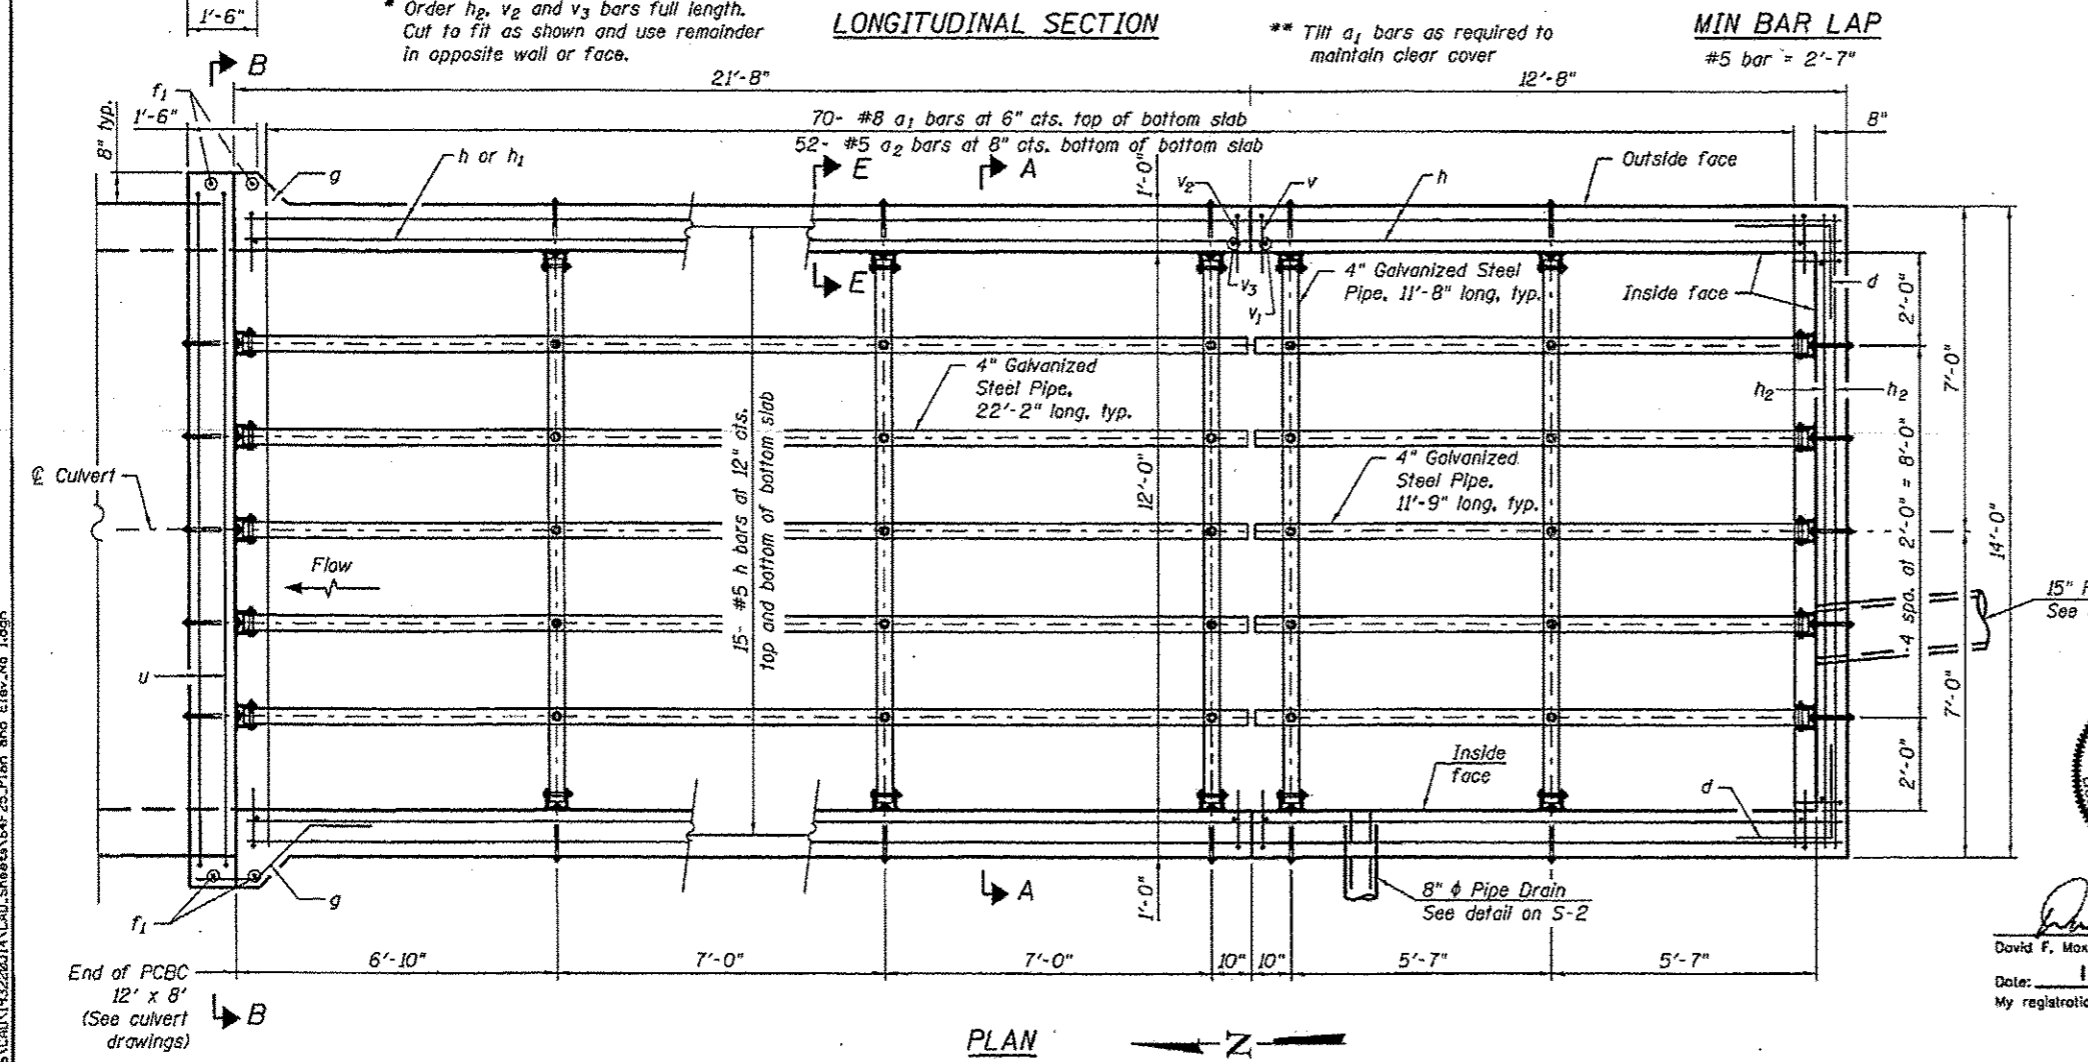 1'-6"
* Order h2, v2 and v3 bars full length.
Cut to fit as shown and use remainder
in opposite wall or face.
LONGITUDINAL SECTION
** Tilt a1 bars as required to
maintain clear cover
MIN BAR LAP
#5 bar = 2'-7"
B
21'-8"
12'-8"
f1
8" typ.
1'-6"
70- #8 a1 bars at 6" cts. top of bottom slab
8"
52- #5 a2 bars at 8" cts. bottom of bottom slab
h or h1
g
E
A
1'-0"
v2
v
h
Outside face
E
v3
v1
4" Galvanized Steel
Pipe, 11'-8" long, typ.
Inside face
d
2'-0"
7'-0"
4" Galvanized
Steel Pipe,
22'-2" long, typ.
h2
h2
15- #5 h bars at 12" cts.
top and bottom of bottom slab
12'-0"
4" Galvanized
Steel Pipe,
11'-9" long, typ.
4 spa. at 2'-0" = 8'-0"
14'-0"
℄ Culvert
Flow
15"
See
u
7'-0"
2'-0"
Inside
face
d
f1
g
A
1'-0"
8" ϕ Pipe Drain
See detail on S-2
End of PCBC
12' x 8'
(See culvert
drawings)
B
6'-10"
7'-0"
7'-0"
10"
10"
5'-7"
5'-7"
David F.
Date:
My
PLAN
N